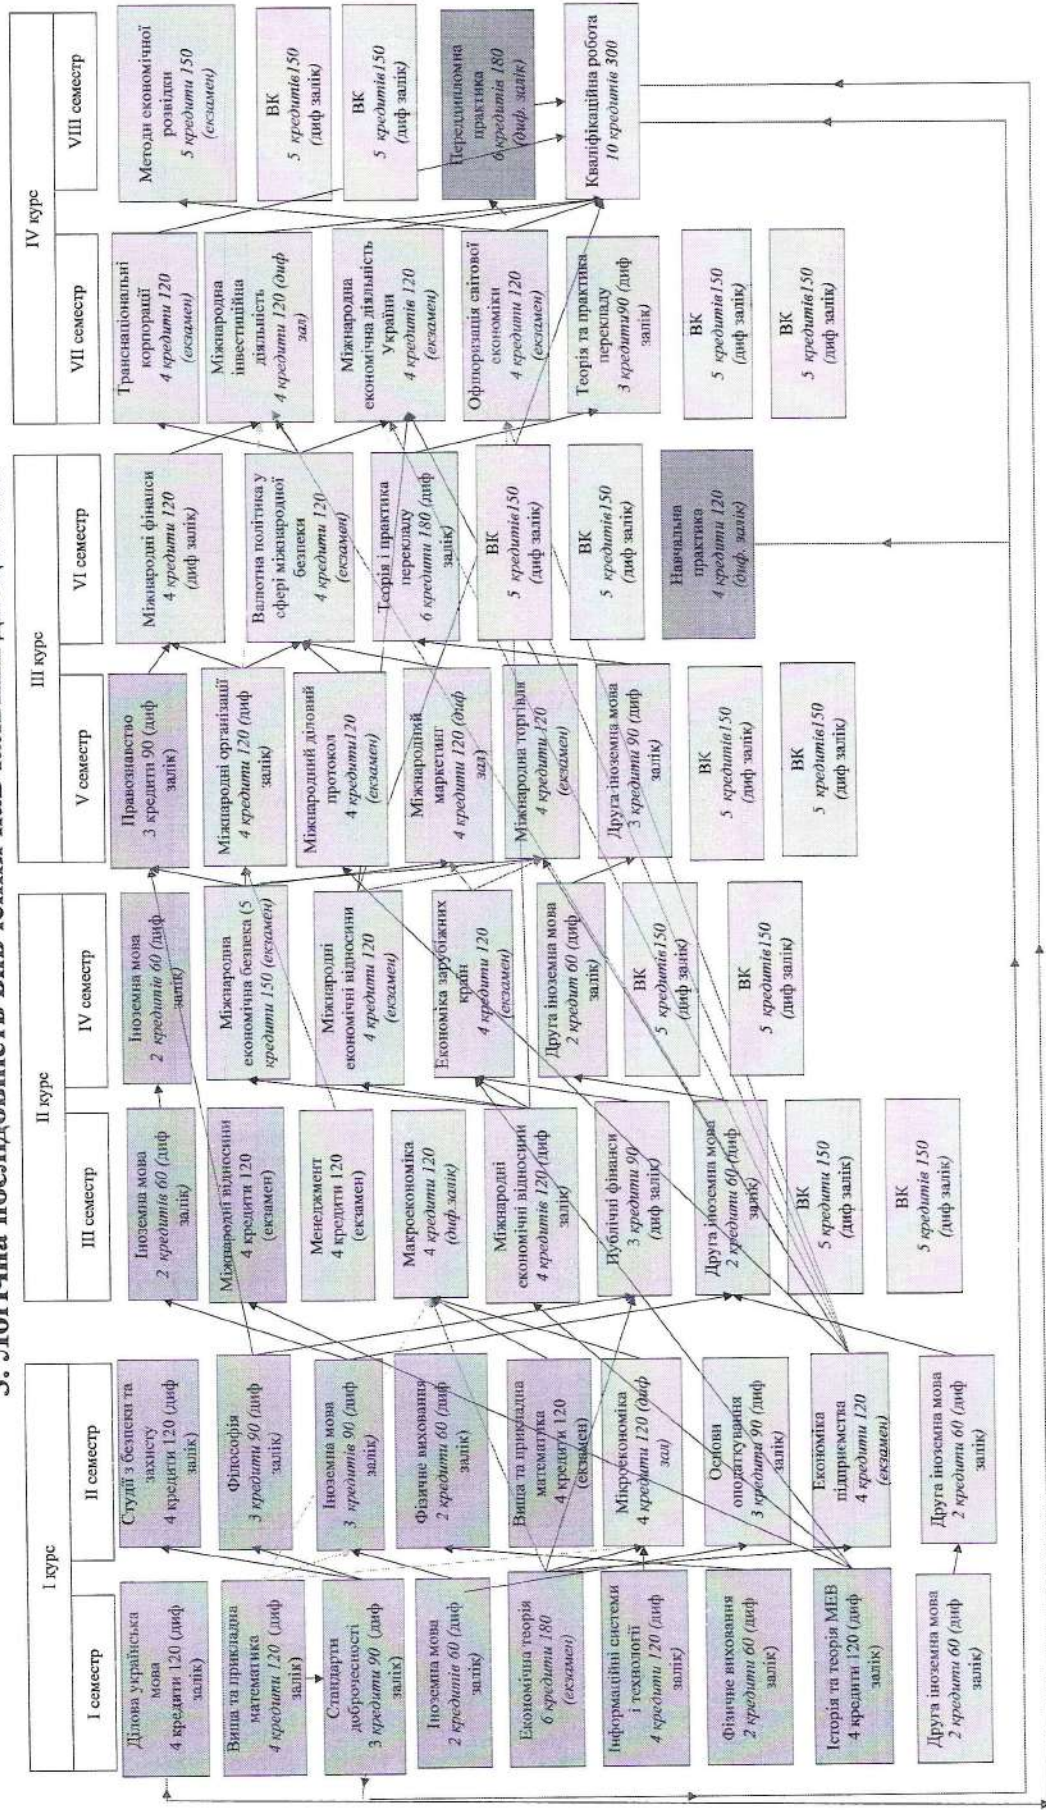 I курс
I семестр
Ділова українська
мова
4 кредити 120 (диф
залік)
Вища та прикладна
математика
4 кредити 120 (диф
залік)
Стандарти
доброчесності
3 кредити 90 (диф
залік)
Іноземна мова
2 кредитів 60 (диф
залік)
Економічна теорія
6 кредити 180
(екзамен)
Інформаційні системи
і технології
4 кредити 120 (диф
залік)
Фізичне виховання
2 кредити 60 (диф
залік)
Історія та теорія МЕВ
4 кредити 120 (диф
залік)
Друга іноземна мова
2 кредити 60 (диф
залік)
II семестр
Студії з безпеки та
захисту
4 кредити 120 (диф
залік)
Філософія
3 кредити 90 (диф
залік)
Іноземна мова
3 кредитів 90 (диф
залік)
Фізичне виховання
2 кредити 60 (диф
залік)
Вища та прикладна
математика
4 кредити 120
(екзамен)
Мікроекономіка
4 кредити 120 (диф
зал)
Основи
оподаткування
3 кредити 90 (диф
залік)
Економіка
підприємства
4 кредити 120
(екзамен)
Друга іноземна мова
2 кредити 60 (диф
залік)
II курс
III семестр
Іноземна мова
2 кредитів 60 (диф
залік)
Міжнародні відносини
4 кредити 120
(екзамен)
Менеджмент
4 кредити 120
(екзамен)
Макроекономіка
4 кредити 120
(диф залік)
Міжнародні
економічні відносини
4 кредитів 120 (диф
залік)
Публічні фінанси
3 кредити 90
(диф залік)
Друга іноземна мова
2 кредити 60 (диф
залік)
ВК
5 кредити 150
(диф залік)
ВК
5 кредитів 150
(диф залік)
IV семестр
Іноземна мова
2 кредитів 60 (диф
залік)
Міжнародна
економічна безпека (5
кредити 150 (екзамен)
Міжнародні
економічні відносини
4 кредити 120
(екзамен)
Економіка зарубіжних
країн
4 кредити 120
(екзамен)
Друга іноземна мова
2 кредит 60 (диф
залік)
ВК
5 кредитів150
(диф залік)
ВК
5 кредитів150
(диф залік)
III курс
V семестр
Правознавство
3 кредити 90 (диф
залік)
Міжнародні організації
4 кредити 120 (диф
залік)
Міжнародний діловий
протокол
4 кредити120
(екзамен)
Міжнародний
маркетинг
4 кредити 120 (диф
зал)
Міжнародна торгівля
4 кредити 120
(екзамен)
Друга іноземна мова
3 кредити 90 (диф
залік)
ВК
5 кредитів150
(диф залік)
ВК
5 кредитів150
(диф залік)
VI семестр
Міжнародні фінанси
4 кредити 120
(диф залік)
Валютна політика у
сфері міжнародної
безпеки
4 кредити 120
(екзамен)
Теорія і практика
перекладу
6 кредити 180 (диф
залік)
ВК
5 кредитів150
(диф залік)
ВК
5 кредитів150
(диф залік)
Навчальна
практика
4 кредити 120
(диф. залік)
IV курс
VII семестр
Транснаціональні
корпорації
4 кредити 120
(екзамен)
Міжнародна
інвестиційна
діяльність
4 кредити 120 (диф
зал)
Міжнародна
економічна діяльність
України
4 кредитів 120
(екзамен)
Офшоризація світової
економіки
4 кредити 120
(екзамен)
Теорія та практика
перекладу
3 кредити90 (диф
залік)
ВК
5 кредитів150
(диф залік)
ВК
5 кредитів150
(диф залік)
VIII семестр
Методи економічної
розвідки
5 кредити 150
(екзамен)
ВК
5 кредитів150
(диф залік)
ВК
5 кредитів150
(диф залік)
Переддипломна
практика
6 кредитів 180
(диф. залік)
Кваліфікаційна робота
10 кредитів 300